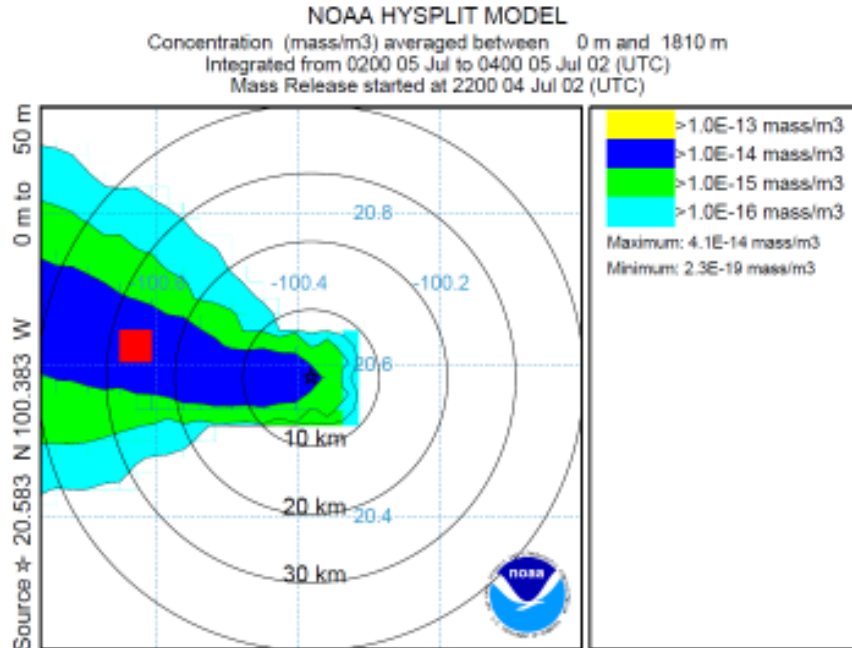 NOAA HYSPLIT MODEL
Concentration (mass/m3) averaged between 0 m and 1810 m
Integrated from 0200 05 Jul to 0400 05 Jul 02 (UTC)
Mass Release started at 2200 04 Jul 02 (UTC)
Source ☆ 20.583 N 100.383 W 0 m to 50 m
>1.0E-13 mass/m3
>1.0E-14 mass/m3
>1.0E-15 mass/m3
>1.0E-16 mass/m3
Maximum: 4.1E-14 mass/m3
Minimum: 2.3E-19 mass/m3
20.8
-100.6 -100.4 -100.2
20.6
10 km
20 km
20.4
30 km
noaa